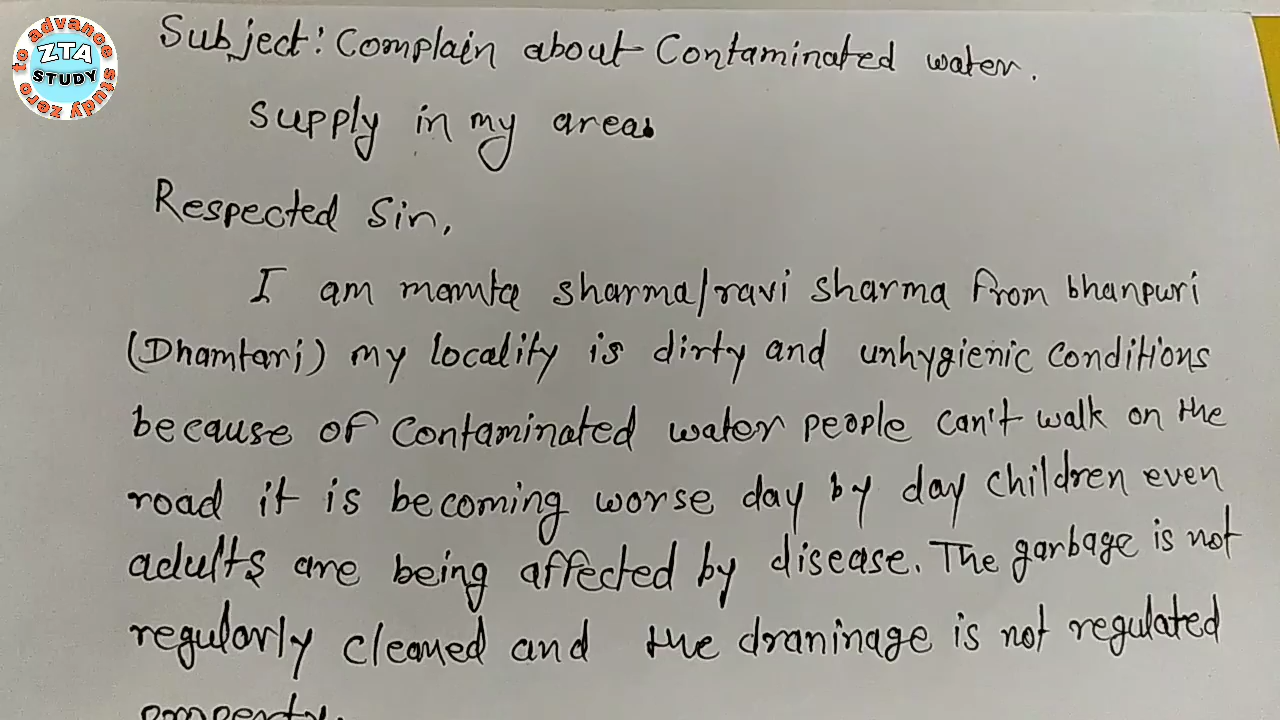 to advance study zero
ZTA
STUDY
Subject: Complain about Contaminated water.
Supply in my area.
Respected Sir,
I am mamta sharma/ravi sharma from bhanpuri
(Dhamtari) my locality is dirty and unhygienic conditions
because of contaminated water people can't walk on the
road it is becoming worse day by day children even
adults are being affected by disease. The garbage is not
regularly cleaned and the draninage is not regulated